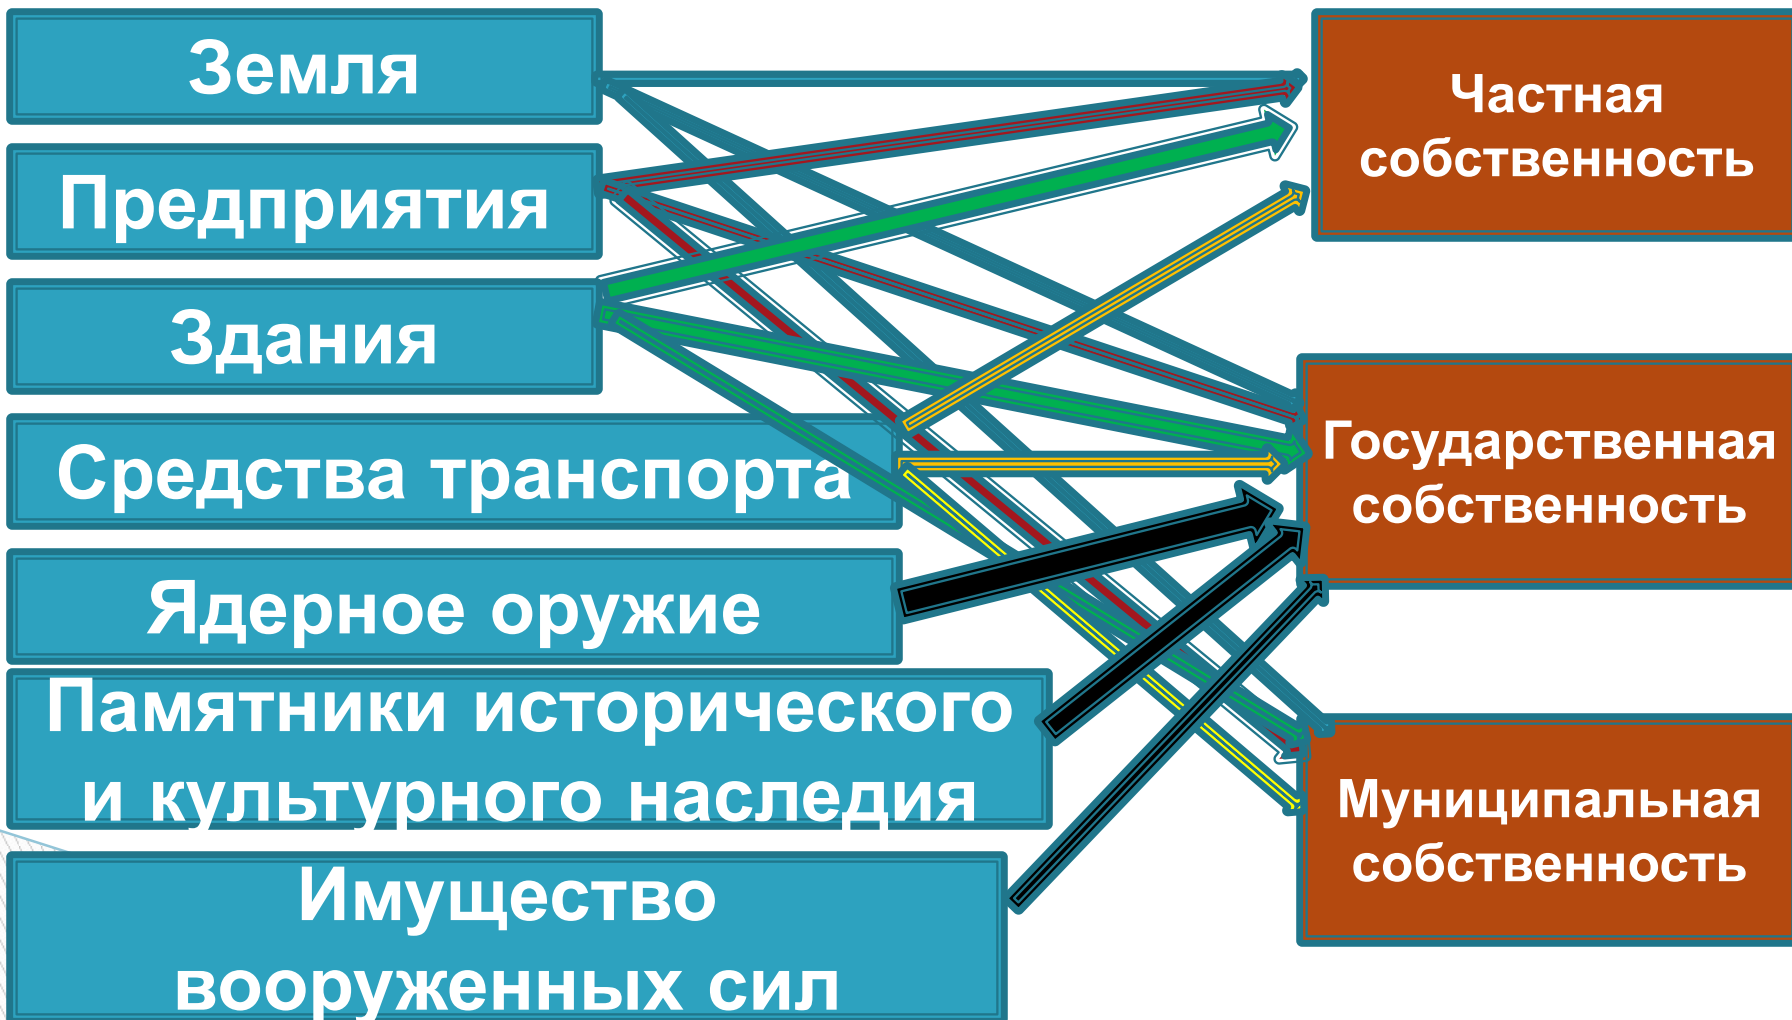 Земля
Предприятия
Здания
Средства транспорта
Ядерное оружие
Памятники исторического
и культурного наследия
Имущество
вооруженных сил
Частная
собственность
Государственная
собственность
Муниципальная
собственность